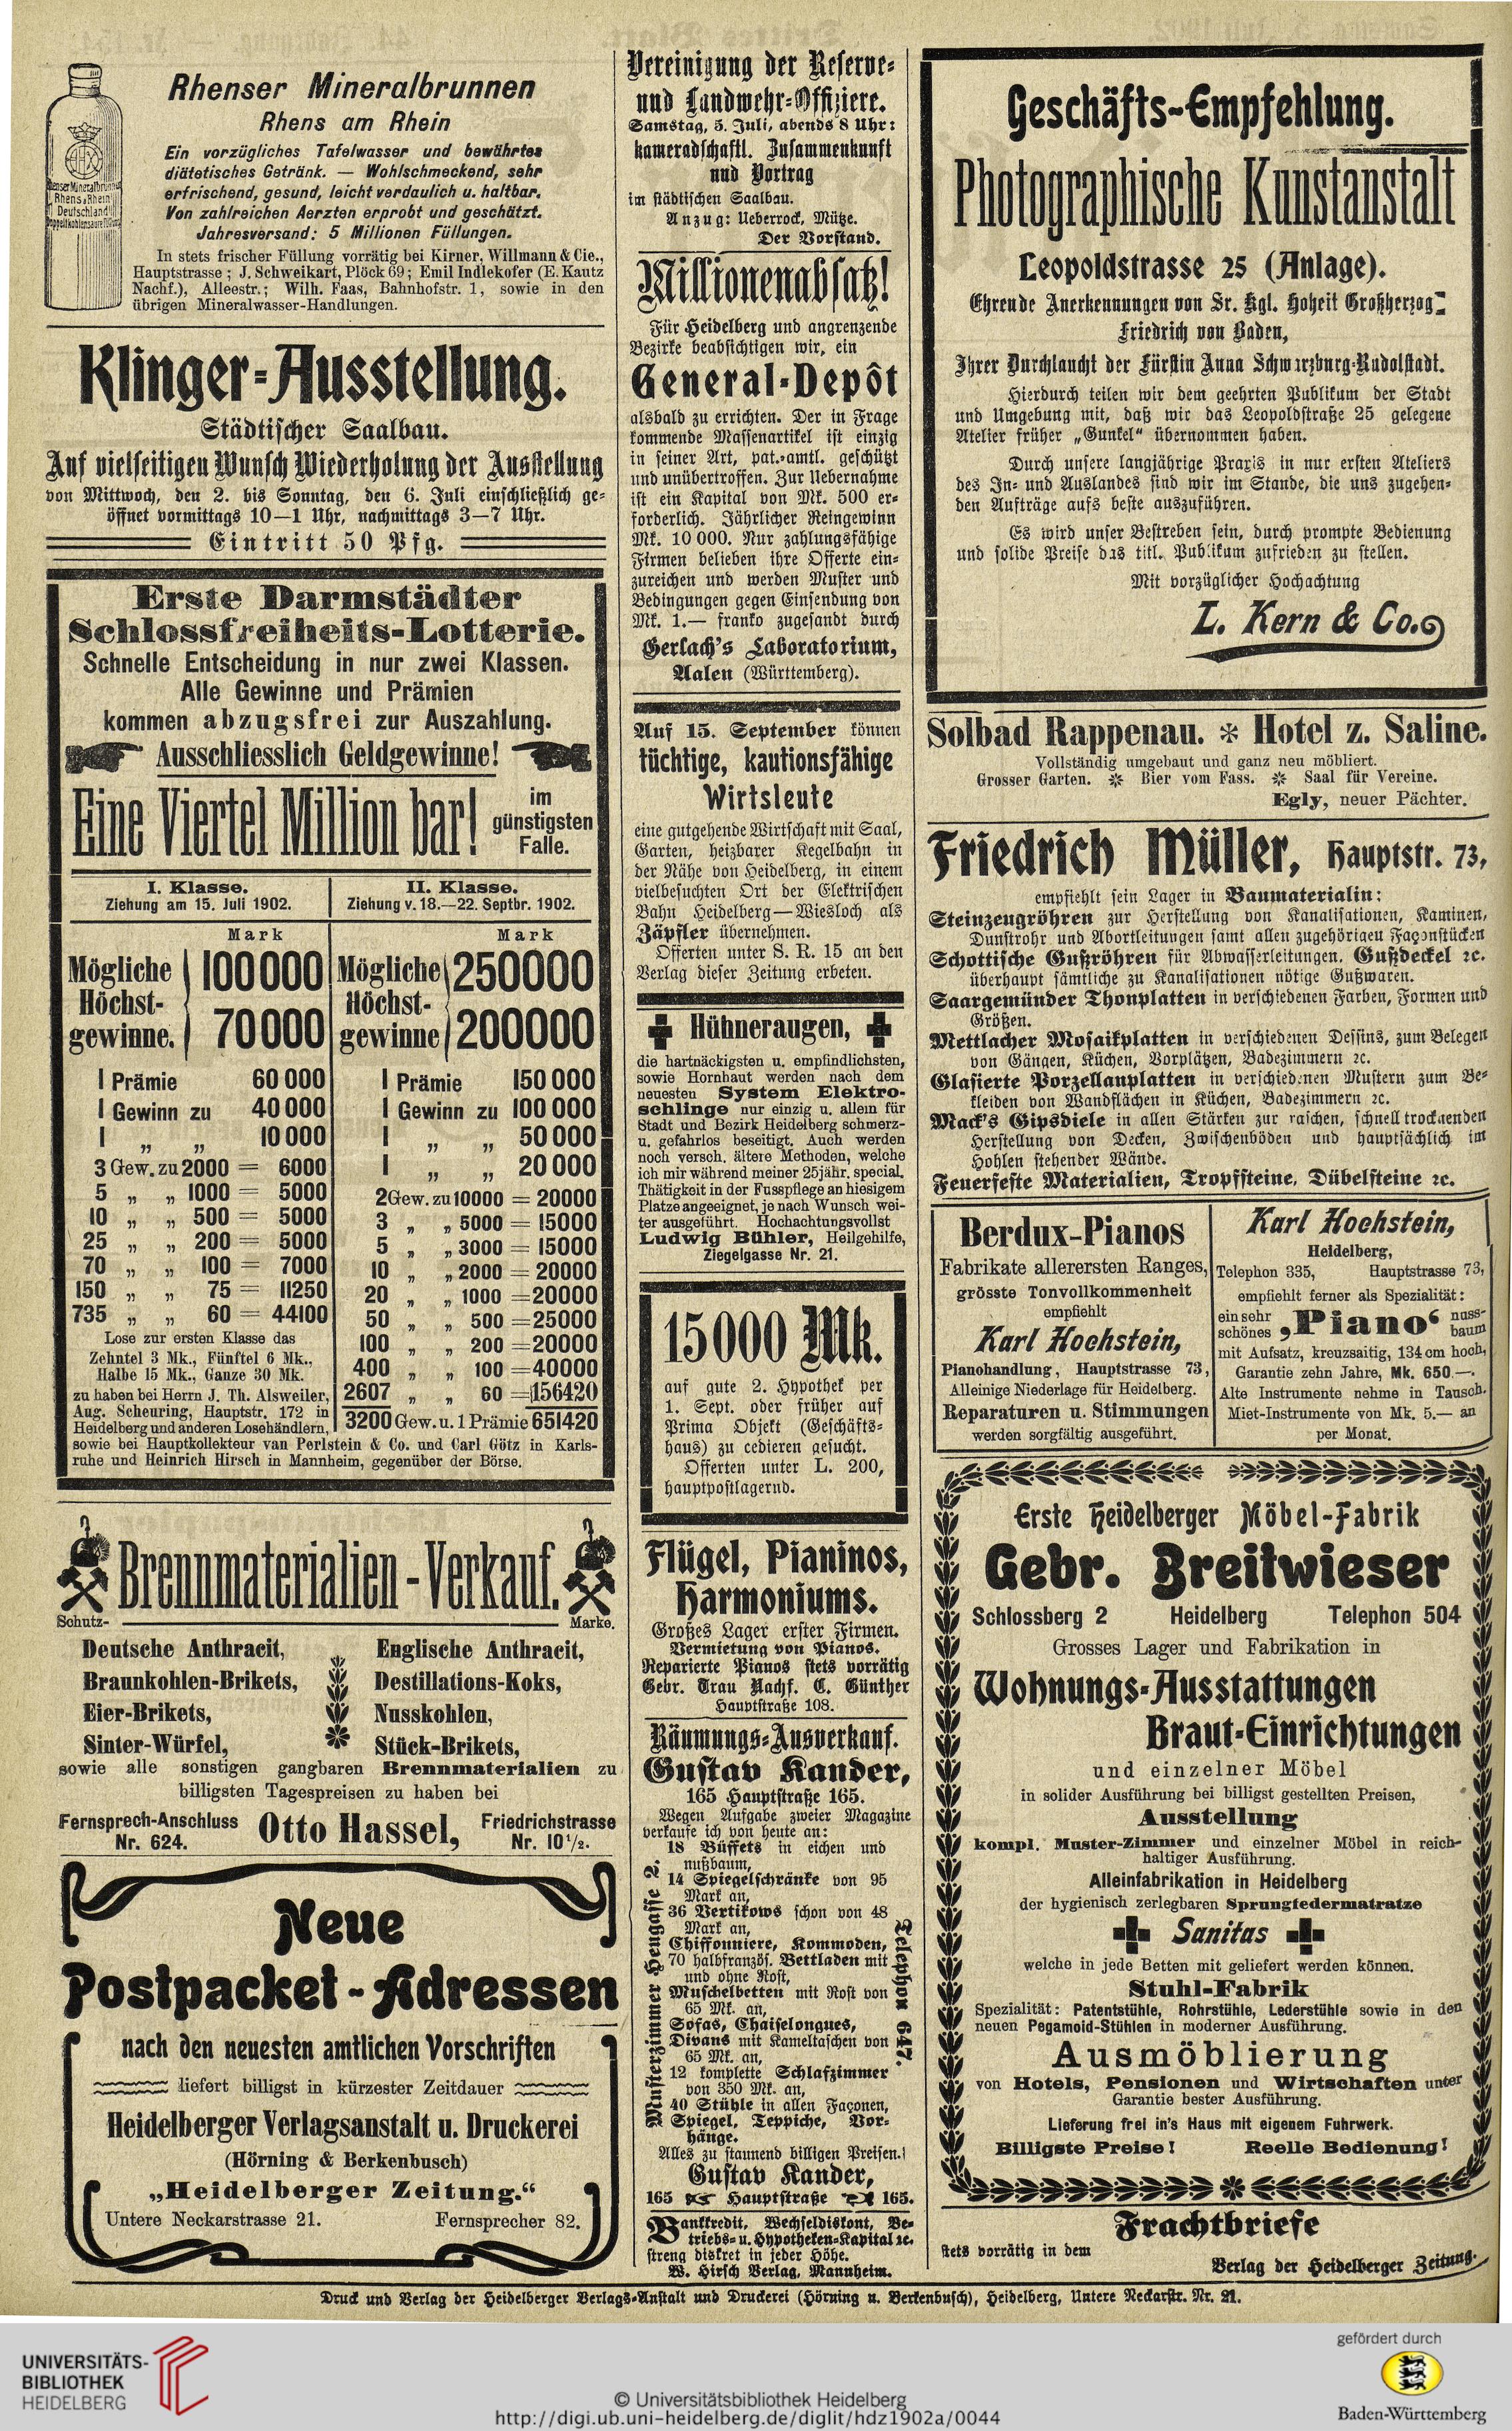 Rhenser Mineralbrunnen
Rhens am Rhein
Ein vorzügliches Tafelwasser und bewährtes
diätetisches Getränk. — Wohlschmeckend, sehr
erfrischend, gesund, leicht verdaulich u. haltbar.
Von zahlreichen Aerzten erprobt und geschätzt.
Jahresversand: 5 Millionen Füllungen.
In stets frischer Füllung vorrätig bei Kirner, Willmann & Cie.,
Hauptstrasse; J. Schweikart, Plöck 69; Emil Indlekofer (E. Kautz
Nachf.), Alleestr.; Wilh. Faas, Bahnhofstr. 1, sowie in den
übrigen Mineralwasser-Handlungen.
Klinger-Ausstellung.
Städtischer Saalbau.
Auf vielseitigen Wunsch Wiederholung der Ausstellung
von Mittwoch, den 2. bis Sonntag, den 6. Juli einschließlich ge-
öffnet vormittags 10—1 Uhr, nachmittags 3—7 Uhr.
Eintritt 50 Pfg.
Erste Darmstädter
Schlossfreiheits-Lotterie.
Schnelle Entscheidung in nur zwei Klassen.
Alle Gewinne und Prämien
kommen abzugsfrei zur Auszahlung.
Ausschliesslich Geldgewinne!
Eine Viertel Million bar! im günstigsten Falle.
I. Klasse.
Ziehung am 15. Juli 1902.
Mark
Mögliche Höchst-gewinne. 100000
70000
1 Prämie 60 000
1 Gewinn zu 40 000
1 „ „ 10 000
3 Gew. zu 2000 = 6000
5 „ „ 1000 = 5000
10 „ „ 500 = 5000
25 „ „ 200 = 5000
70 „ „ 100 = 7000
150 „ „ 75 = 11250
735 „ „ 60 = 44100
Lose zur ersten Klasse das
Zehntel 3 Mk., Fünftel 6 Mk.,
Halbe 15 Mk., Ganze 30 Mk.
zu haben bei Herrn J. Th. Alsweiler,
Aug. Scheuring, Hauptstr. 172 in
Heidelberg und anderen Losehändlern,
II. Klasse.
Ziehung v. 18.—22. Septbr. 1902.
Mark
Mögliche Höchst-gewinne 250000
200000
1 Prämie 150 000
1 Gewinn zu 100 000
1 „ „ 50 000
1 „ „ 20 000
2 Gew. zu 10000 = 20000
3 „ „ 5000 = 15000
5 „ „ 3000 = 15000
10 „ „ 2000 = 20000
20 „ „ 1000 = 20000
50 „ „ 500 = 25000
100 „ „ 200 = 20000
400 „ „ 100 = 40000
2607 „ „ 60 = 156420
3200 Gew. u. 1 Prämie 651420
sowie bei Hauptkollekteur van Perlstein & Co. und Carl Götz in Karls-
ruhe und Heinrich Hirsch in Mannheim, gegenüber der Börse.
Brennmaterialien-Verkauf.
Schutz- Marke.
Deutsche Anthracit, Englische Anthracit,
Braunkohlen-Brikets, Destillations-Koks,
Eier-Brikets, Nusskohlen,
Sinter-Würfel, Stück-Brikets,
sowie alle sonstigen gangbaren Brennmaterialien zu
billigsten Tagespreisen zu haben bei
Fernsprech-Anschluss Nr. 624. Otto Hassel, Friedrichstrasse Nr. 10½.
Neue
Postpacket-Adressen
nach den neuesten amtlichen Vorschriften
liefert billigst in kürzester Zeitdauer
Heidelberger Verlagsanstalt u. Druckerei
(Hörning & Berkenbusch)
„Heidelberger Zeitung.“
Untere Neckarstrasse 21. Fernsprecher 82.
Vereinigung der Reserve-
und Landwehr-Offiziere.
Samstag, 5. Juli, abends 8 Uhr:
kameradschaftl. Zusammenkunft
und Vortrag
im städtischen Saalbau.
Anzug: Ueberrock, Mütze.
Der Vorstand.
Millionenabsatz!
Für Heidelberg und angrenzende
Bezirke beabsichtigen wir, ein
General-Depôt
alsbald zu errichten. Der in Frage
kommende Massenartikel ist einzig
in seiner Art, pat.-amtl. geschützt
und unübertroffen. Zur Uebernahme
ist ein Kapital von Mk. 500 er-
forderlich. Jährlicher Reingewinn
Mk. 10 000. Nur zahlungsfähige
Firmen belieben ihre Offerte ein-
zureichen und werden Muster und
Bedingungen gegen Einsendung von
Mk. 1.— franko zugesandt durch
Gerlach's Laboratorium,
Aalen (Württemberg).
Auf 15. September können
tüchtige, kautionsfähige
Wirtsleute
eine gutgehende Wirtschaft mit Saal,
Garten, heizbarer Kegelbahn in
der Nähe von Heidelberg, in einem
vielbesuchten Ort der Elektrischen
Bahn Heidelberg—Wiesloch als
Zäpfler übernehmen.
Offerten unter S. R. 15 an den
Verlag dieser Zeitung erbeten.
Hühneraugen,
die hartnäckigsten u. empfindlichsten,
sowie Hornhaut werden nach dem
neuesten System Elektro-
schlinge nur einzig u. allein für
Stadt und Bezirk Heidelberg schmerz-
u. gefahrlos beseitigt. Auch werden
noch versch. ältere Methoden, welche
ich mir während meiner 25jähr. special.
Thätigkeit in der Fusspflege an hiesigem
Platze angeeignet, je nach Wunsch wei-
ter ausgeführt. Hochachtungsvollst
Ludwig Bühler, Heilgehilfe,
Ziegelgasse Nr. 21.
15000 Mk.
auf gute 2. Hypothek per
1. Sept. oder früher auf
Prima Objekt (Geschäfts-
haus) zu cedieren gesucht.
Offerten unter L. 200,
hauptpostlagernd.
Flügel, Pianinos,
Harmoniums.
Großes Lager erster Firmen.
Vermietung von Pianos.
Reparierte Pianos stets vorrätig
Gebr. Trau Nachf. C. Günther
Hauptstraße 108.
Räumungs-Ausverkauf.
Gustav Kander,
165 Hauptstraße 165.
Wegen Aufgabe zweier Magazine
verkaufe ich von heute an:
18 Büffets in eichen und
nußbaum,
14 Spiegelschränke von 95
Mark an,
36 Vertikows schon von 48
Mark an,
Chiffonniere, Kommoden,
70 halbfranzös. Bettladen mit
und ohne Rost,
Muschelbetten mit Rost von
65 Mk. an,
Sofas, Chaiselongues,
Divans mit Kameltaschen von
65 Mk. an,
12 komplette Schlafzimmer
von 350 Mk. an,
40 Stühle in allen Façonen,
Spiegel, Teppiche, Vor-
hänge.
Musterzimmer Heugasse 2.
Telephon 647.
Alles zu staunend billigen Preisen.
Gustav Kander,
165 Hauptstraße 165.
Bankkredit, Wechseldiskont, Be-
triebs- u. Hypotheken-Kapital ꝛc.
streng diskret in jeder Höhe.
W. Hirsch Verlag, Mannheim.
Geschäfts-Empfehlung.
Photographische Kunstanstalt
Leopoldstrasse 25 (Anlage).
Ehrende Anerkennungen von Sr. Kgl. Hoheit Großherzog
Friedrich von Baden,
Ihrer Durchlaucht der Fürstin Anna Schwarzburg-Rudolstadt.
Hierdurch teilen wir dem geehrten Publikum der Stadt
und Umgebung mit, daß wir das Leopoldstraße 25 gelegene
Atelier früher „Gunkel“ übernommen haben.
Durch unsere langjährige Praxis in nur ersten Ateliers
des In- und Auslandes sind wir im Stande, die uns zugehen-
den Aufträge aufs beste auszuführen.
Es wird unser Bestreben sein, durch prompte Bedienung
und solide Preise das titl. Publikum zufrieden zu stellen.
Mit vorzüglicher Hochachtung
L. Kern & Co.
Solbad Rappenau. * Hotel z. Saline.
Vollständig umgebaut und ganz neu möbliert.
Grosser Garten. * Bier vom Fass. * Saal für Vereine.
Egly, neuer Pächter.
Friedrich Müller, Hauptstr. 73,
empfiehlt sein Lager in Baumaterialin:
Steinzeugröhren zur Herstellung von Kanalisationen, Kaminen,
Dunstrohr und Abortleitungen samt allen zugehörigen Façonstücken
Schottische Gußröhren für Abwasserleitungen, Gußdeckel ꝛc.
überhaupt sämtliche zu Kanalisationen nötige Gußwaren.
Saargemünder Thonplatten in verschiedenen Farben, Formen und
Größen.
Mettlacher Mosaikplatten in verschiedenen Dessins, zum Belegen
von Gängen, Küchen, Vorplätzen, Badezimmern ꝛc.
Glasierte Porzellanplatten in verschiedenen Mustern zum Be-
kleiden von Wandflächen in Küchen, Badezimmern ꝛc.
Mack's Gipsdiele in allen Stärken zur raschen, schnell trocknenden
Herstellung von Decken, Zwischenböden und hauptsächlich im
Hohlen stehender Wände.
Feuerfeste Materialien, Tropfsteine, Dübelsteine ꝛc.
Berdux-Pianos
Fabrikate allerersten Ranges,
grösste Tonvollkommenheit
empfiehlt
Karl Hochstein,
Pianohandlung, Hauptstrasse 73,
Alleinige Niederlage für Heidelberg.
Reparaturen u. Stimmungen
werden sorgfältig ausgeführt.
Karl Hochstein,
Heidelberg,
Telephon 335, Hauptstrasse 73,
empfiehlt ferner als Spezialität:
ein sehr schönes ‚Piano‘ nussbaum
mit Aufsatz, kreuzsaitig, 134 cm hoch,
Garantie zehn Jahre, Mk. 650.—.
Alte Instrumente nehme in Tausch.
Miet-Instrumente von Mk. 5.— an
per Monat.
Erste Heidelberger Möbel-Fabrik
Gebr. Breitwieser
Schlossberg 2 Heidelberg Telephon 504
Grosses Lager und Fabrikation in
Wohnungs-Ausstattungen
Braut-Einrichtungen
und einzelner Möbel
in solider Ausführung bei billigst gestellten Preisen,
Ausstellung
kompl. Muster-Zimmer und einzelner Möbel in reich-
haltiger Ausführung.
Alleinfabrikation in Heidelberg
der hygienisch zerlegbaren Sprungfedermatratze
Sanitas
welche in jede Betten mit geliefert werden können.
Stuhl-Fabrik
Spezialität: Patentstühle, Rohrstühle, Lederstühle sowie in den
neuen Pegamoid-Stühlen in moderner Ausführung.
Ausmöblierung
von Hotels, Pensionen und Wirtschaften unter
Garantie bester Ausführung.
Lieferung frei in's Haus mit eigenem Fuhrwerk.
Billigste Preise! Reelle Bedienung!
Frachtbriefe
stets vorrätig in dem
Verlag der Heidelberger Zeitung.
Druck und Verlag der Heidelberger Verlags-Anstalt und Druckerei (Hörning u. Berkenbusch), Heidelberg, Untere Neckarstr. Nr. 21.
UNIVERSITÄTS-
BIBLIOTHEK
HEIDELBERG
© Universitätsbibliothek Heidelberg
http://digi.ub.uni-heidelberg.de/diglit/hdz1902a/0044
gefördert durch
Baden-Württemberg